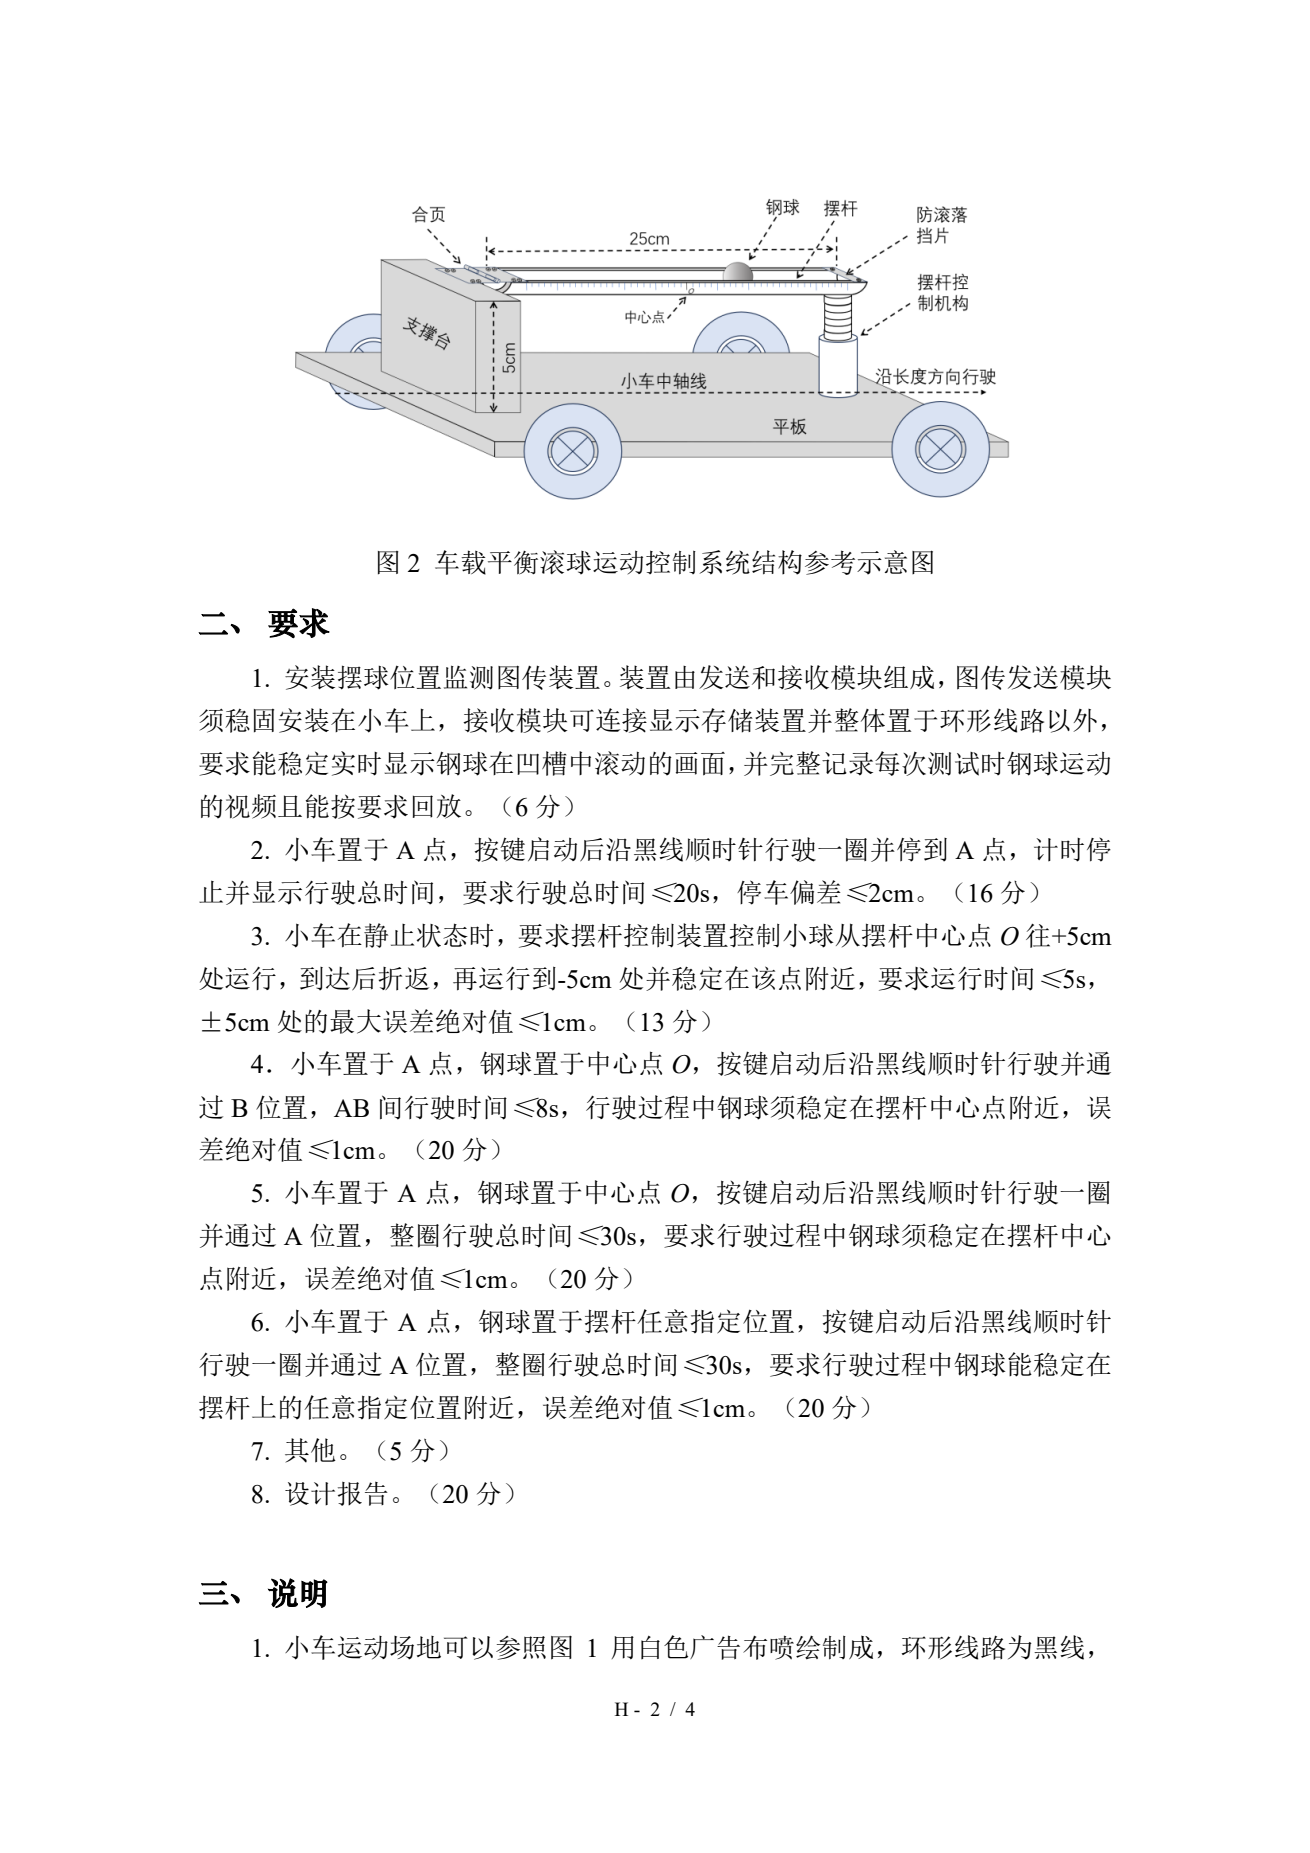 合页
钢球
摆杆
防滚落
挡片
25cm
摆杆控
制机构
中心点
O
支撑台
5cm
小车中轴线
沿长度方向行驶
平板
图 2 车载平衡滚球运动控制系统结构参考示意图
二、 要求
1. 安装摆球位置监测图传装置。装置由发送和接收模块组成，图传发送模块
须稳固安装在小车上，接收模块可连接显示存储装置并整体置于环形线路以外，
要求能稳定实时显示钢球在凹槽中滚动的画面，并完整记录每次测试时钢球运动
的视频且能按要求回放。（6 分）
2. 小车置于 A 点，按键启动后沿黑线顺时针行驶一圈并停到 A 点，计时停
止并显示行驶总时间，要求行驶总时间≤20s，停车偏差≤2cm。（16 分）
3. 小车在静止状态时，要求摆杆控制装置控制小球从摆杆中心点 O 往+5cm
处运行，到达后折返，再运行到-5cm 处并稳定在该点附近，要求运行时间≤5s，
±5cm 处的最大误差绝对值≤1cm。（13 分）
4．小车置于 A 点，钢球置于中心点 O，按键启动后沿黑线顺时针行驶并通
过 B 位置，AB 间行驶时间≤8s，行驶过程中钢球须稳定在摆杆中心点附近，误
差绝对值≤1cm。（20 分）
5. 小车置于 A 点，钢球置于中心点 O，按键启动后沿黑线顺时针行驶一圈
并通过 A 位置，整圈行驶总时间≤30s，要求行驶过程中钢球须稳定在摆杆中心
点附近，误差绝对值≤1cm。（20 分）
6. 小车置于 A 点，钢球置于摆杆任意指定位置，按键启动后沿黑线顺时针
行驶一圈并通过 A 位置，整圈行驶总时间≤30s，要求行驶过程中钢球能稳定在
摆杆上的任意指定位置附近，误差绝对值≤1cm。（20 分）
7. 其他。（5 分）
8. 设计报告。（20 分）
三、 说明
1. 小车运动场地可以参照图 1 用白色广告布喷绘制成，环形线路为黑线，
H - 2 / 4